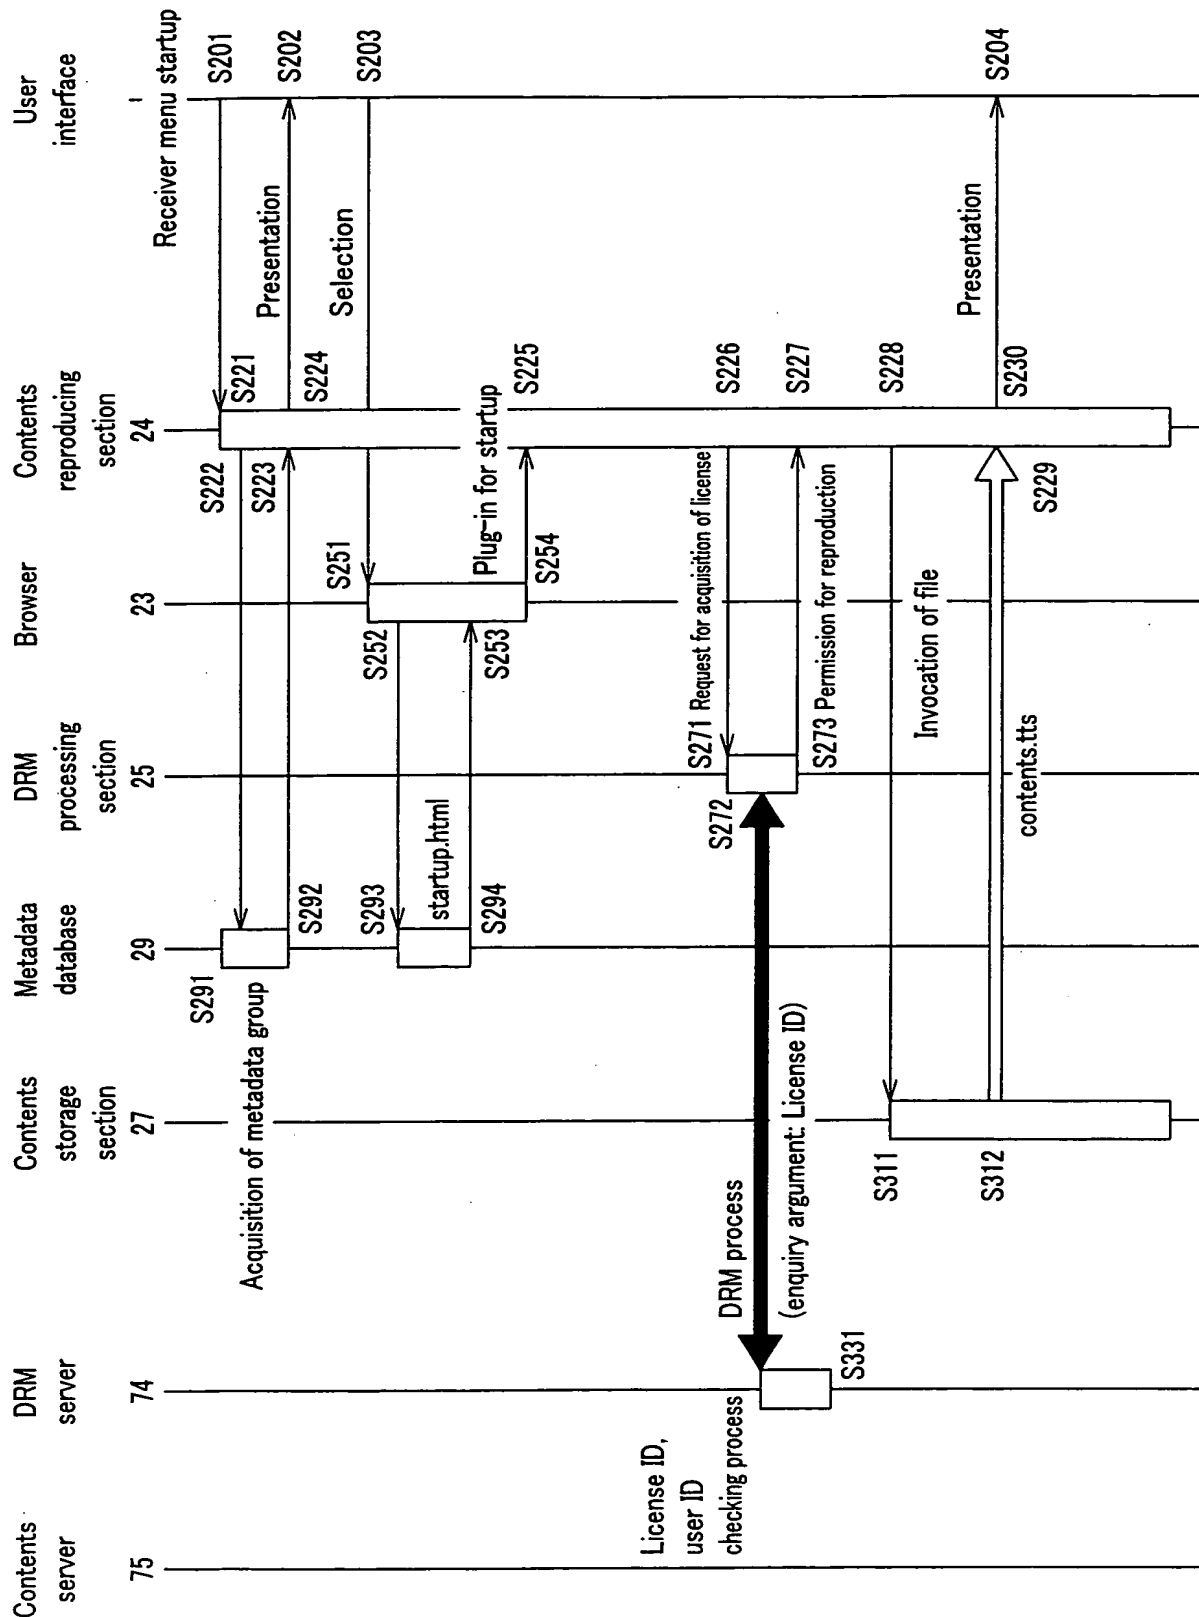 Contents
server
75
DRM
server
74
Contents
storage
section
27
Metadata
database
29
DRM
processing
section
25
Browser
23
Contents
reproducing
section
24
User
interface
Receiver menu startup
S201
S221
S222
S291
Acquisition of metadata group
S292
S223
S224
Presentation
S202
S203
Selection
S251
S252
S293
startup.html
S294
S253
Plug-in for startup
S254
S225
S226
S271 Request for acquisition of license
S272
DRM process
(enquiry argument: License ID)
License ID,
user ID
checking process
S331
S273 Permission for reproduction
S227
S228
Invocation of file
S311
S312
contents.tts
S229
S230
Presentation
S204